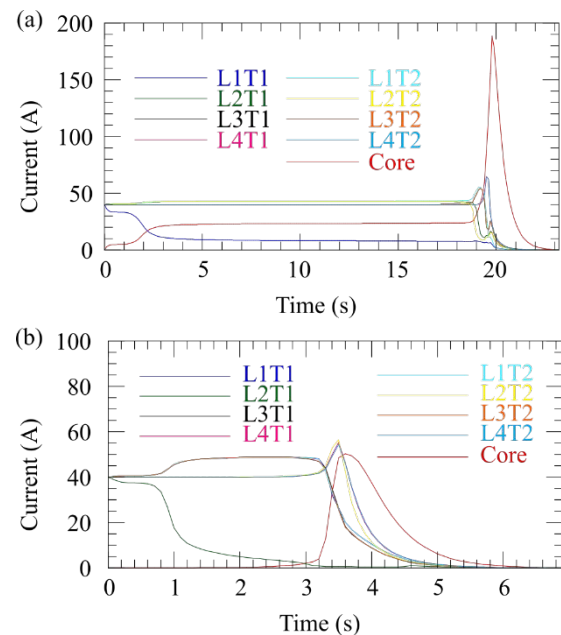 (a)
200
150
100
50
0
Current (A)
L1T1
L2T1
L3T1
L4T1
L1T2
L2T2
L3T2
L4T2
Core
0 5 10 15 20
Time (s)
(b)
100
80
60
40
20
0
Current (A)
L1T1
L2T1
L3T1
L4T1
L1T2
L2T2
L3T2
L4T2
Core
0 1 2 3 4 5 6
Time (s)